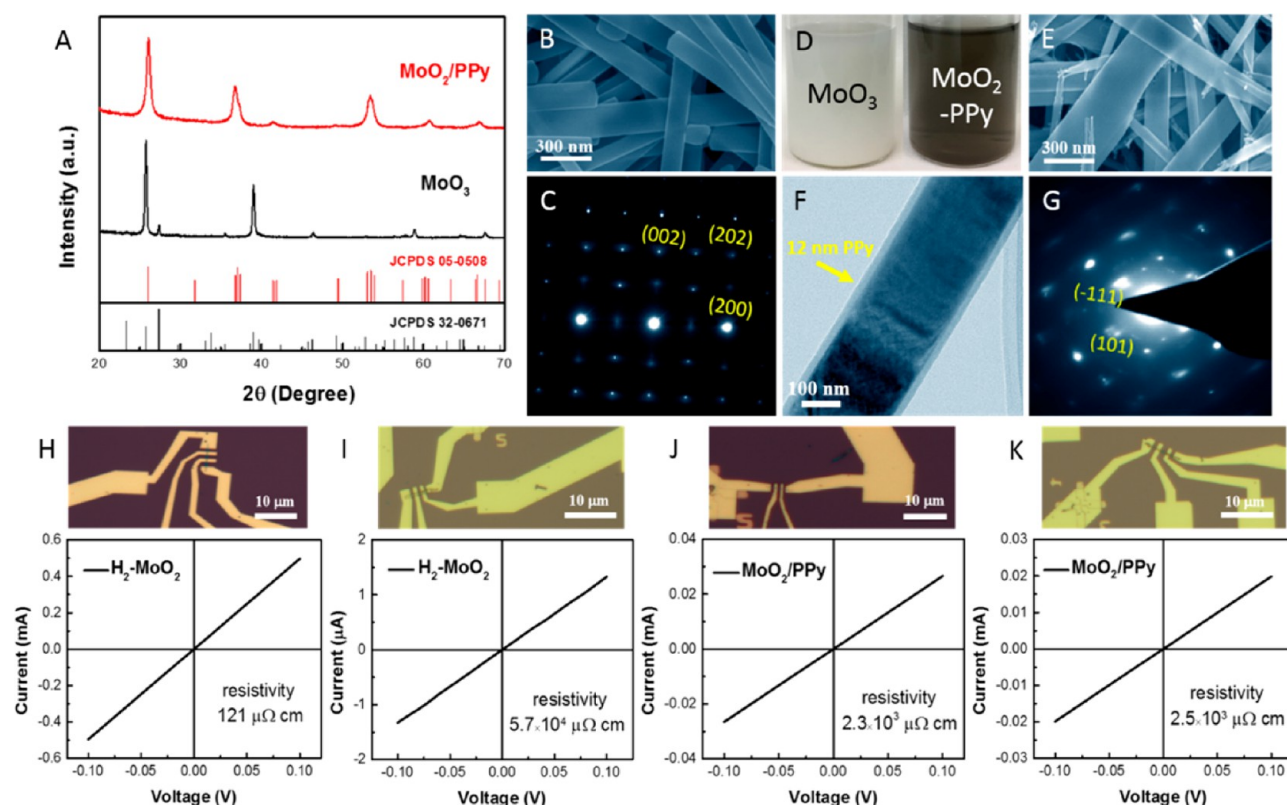 A
MoO₂/PPy
MoO₃
JCPDS 05-0508
JCPDS 32-0671
Intensity (a.u.)
20 30 40 50 60 70
2θ (Degree)
B
300 nm
C
(002)
(202)
(200)
D
MoO₃
MoO₂
-PPy
E
300 nm
F
12 nm PPy
100 nm
G
(-111)
(101)
H
10 μm
0.6
0.4
0.2
0.0
-0.2
-0.4
-0.6
H₂-MoO₂
resistivity
121 μΩ cm
-0.10 -0.05 0.00 0.05 0.10
Current (mA)
Voltage (V)
I
S
10 μm
2
1
0
-1
-2
H₂-MoO₂
resistivity
5.7×10⁴ μΩ cm
-0.10 -0.05 0.00 0.05 0.10
Current (μA)
Voltage (V)
J
S
10 μm
0.04
0.02
0.00
-0.02
-0.04
MoO₂/PPy
resistivity
2.3×10³ μΩ cm
-0.10 -0.05 0.00 0.05 0.10
Current (mA)
Voltage (V)
K
S
10 μm
0.03
0.02
0.01
0.00
-0.01
-0.02
-0.03
MoO₂/PPy
resistivity
2.5×10³ μΩ cm
-0.10 -0.05 0.00 0.05 0.10
Current (mA)
Voltage (V)